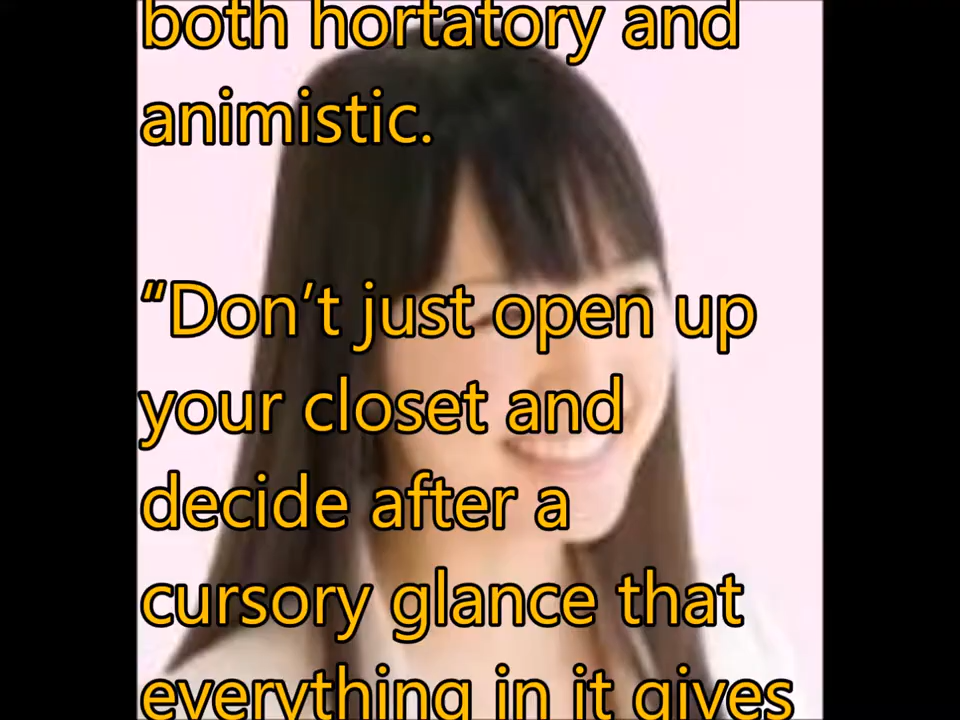 both hortatory and
animistic.
“Don’t just open up
your closet and
decide after a
cursory glance that
everything in it gives